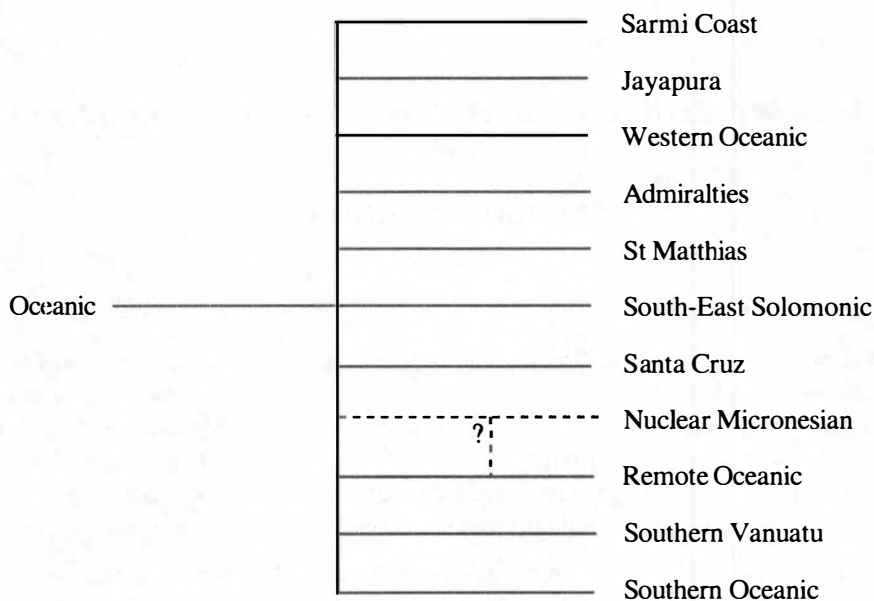 Sarmi Coast
Jayapura
Western Oceanic
Admiralties
St Matthias
Oceanic
South-East Solomonic
Santa Cruz
Nuclear Micronesian
?
Remote Oceanic
Southern Vanuatu
Southern Oceanic